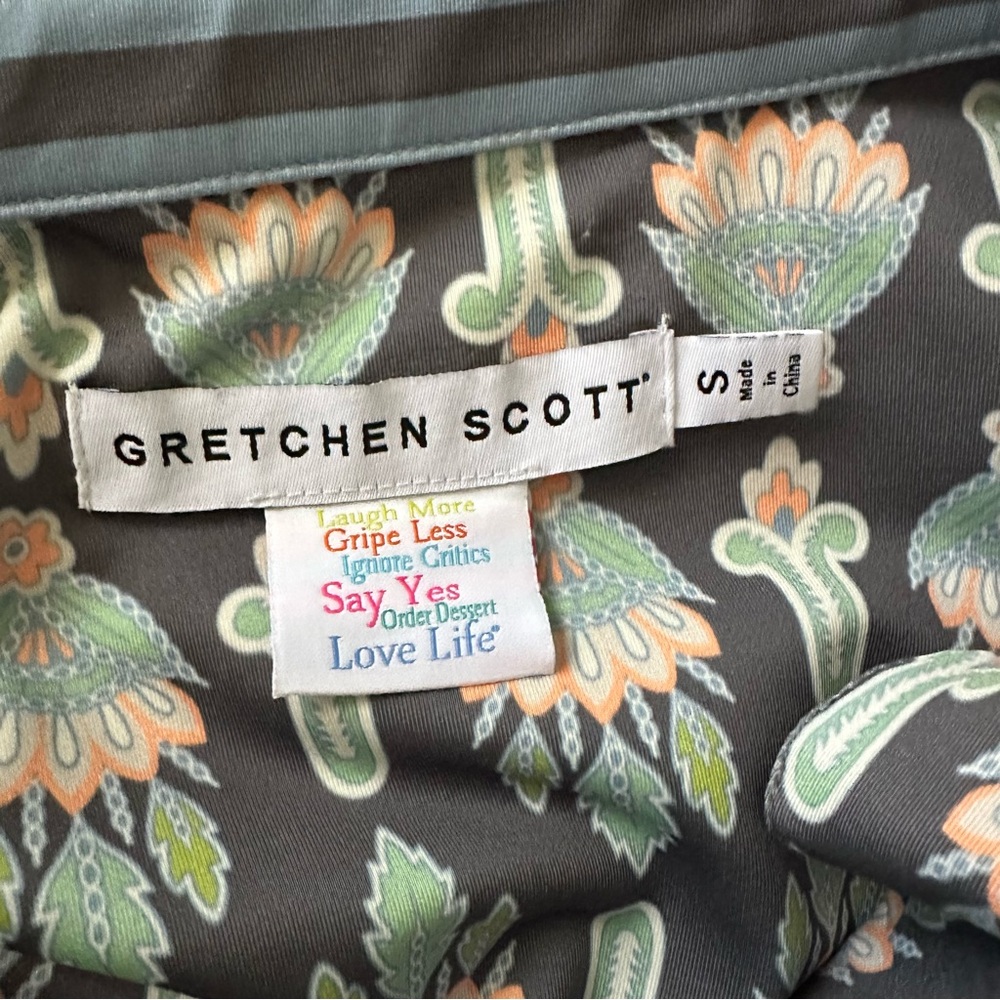 GRETCHEN SCOTT®
S
Made
in
China
Laugh More
Gripe Less
Ignore Critics
Say Yes
Order Dessert
Love Life®